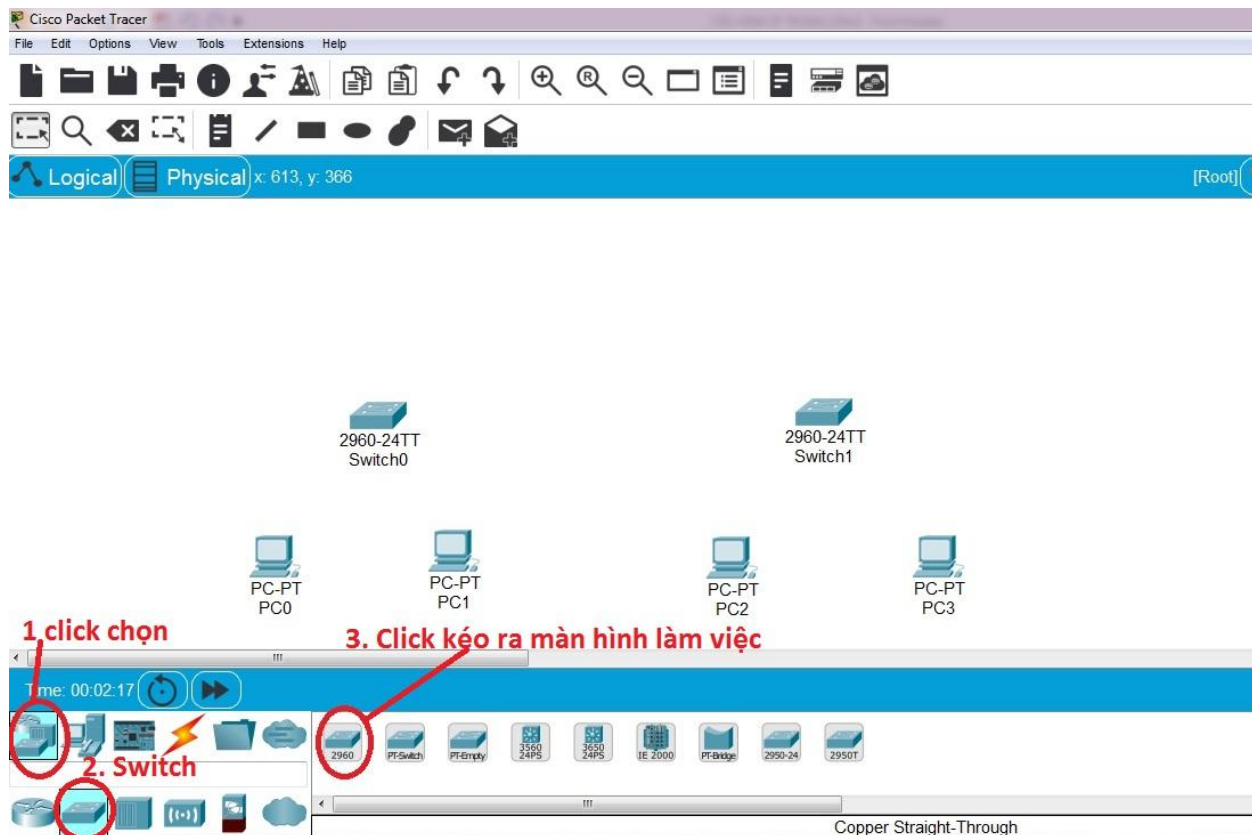 Cisco Packet Tracer
File Edit Options View Tools Extensions Help
Logical Physical x: 613, y: 366 [Root]
2960-24TT
Switch0
2960-24TT
Switch1
PC-PT
PC0
PC-PT
PC1
PC-PT
PC2
PC-PT
PC3
1 click chọn
3. Click kéo ra màn hình làm việc
Time: 00:02:17
2. Switch
2960 PT-Switch PT-Empty 3560 24PS 3650 24PS IE 2000 PT-Bridge 2950-24 2950T
Copper Straight-Through